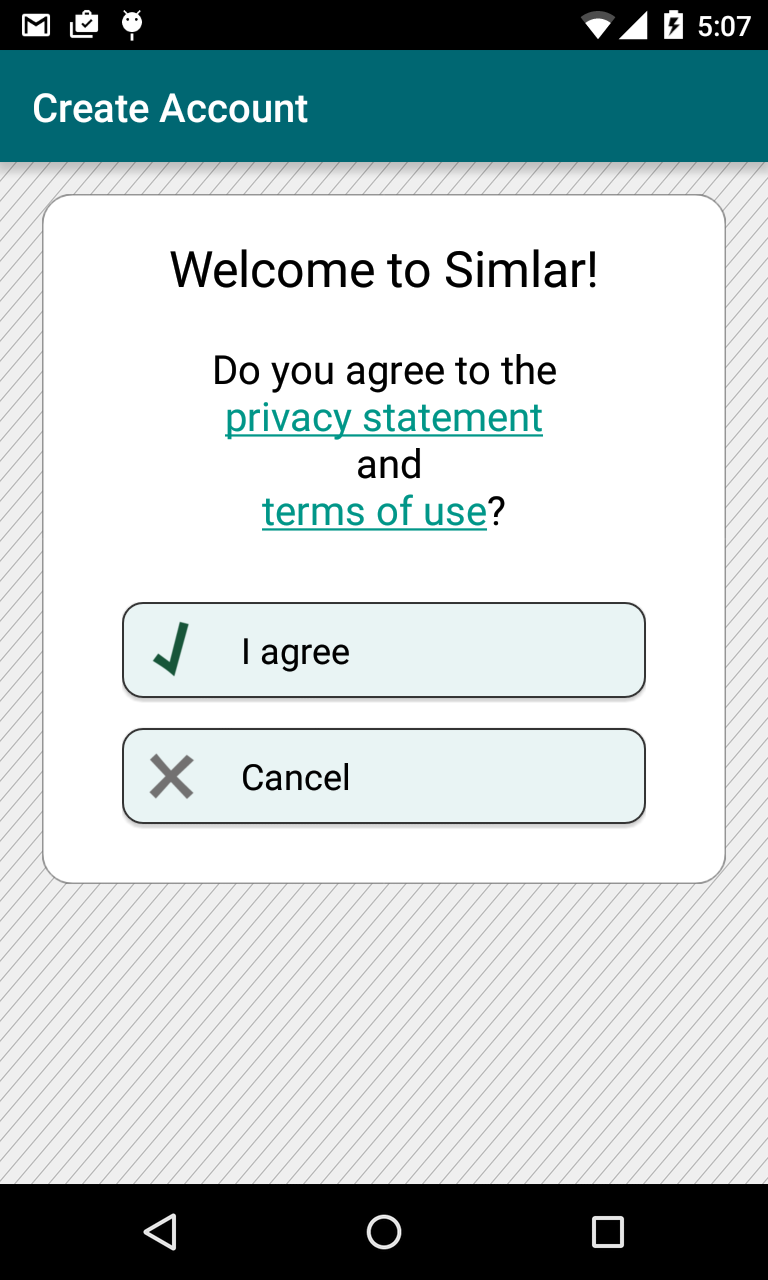 5:07
Create Account
Welcome to Simlar!
Do you agree to the
privacy statement
and
terms of use?
I agree
Cancel